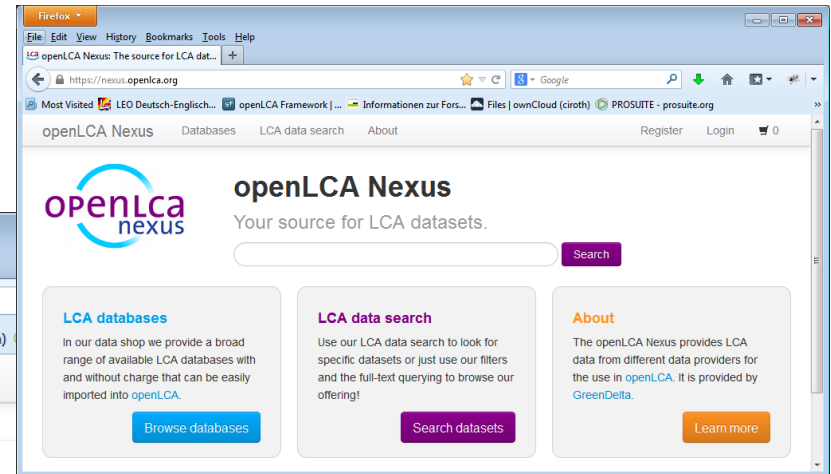 Firefox
File Edit View History Bookmarks Tools Help
LCA openLCA Nexus: The source for LCA dat... +
https://nexus.openlca.org
8 Google
Most Visited LEO Deutsch-Englisch... sf openLCA Framework | ... Informationen zur Fors... Files | ownCloud (ciroth) PROSUITE - prosuite.org »
openLCA Nexus Databases LCA data search About Register Login 0
openLca
nexus
openLCA Nexus
Your source for LCA datasets.
Search
LCA databases
In our data shop we provide a broad
range of available LCA databases with
and without charge that can be easily
imported into openLCA.
Browse databases
LCA data search
Use our LCA data search to look for
specific datasets or just use our filters
and the full-text querying to browse our
offering!
Search datasets
About
The openLCA Nexus provides LCA
data from different data providers for
the use in openLCA. It is provided by
GreenDelta.
Learn more